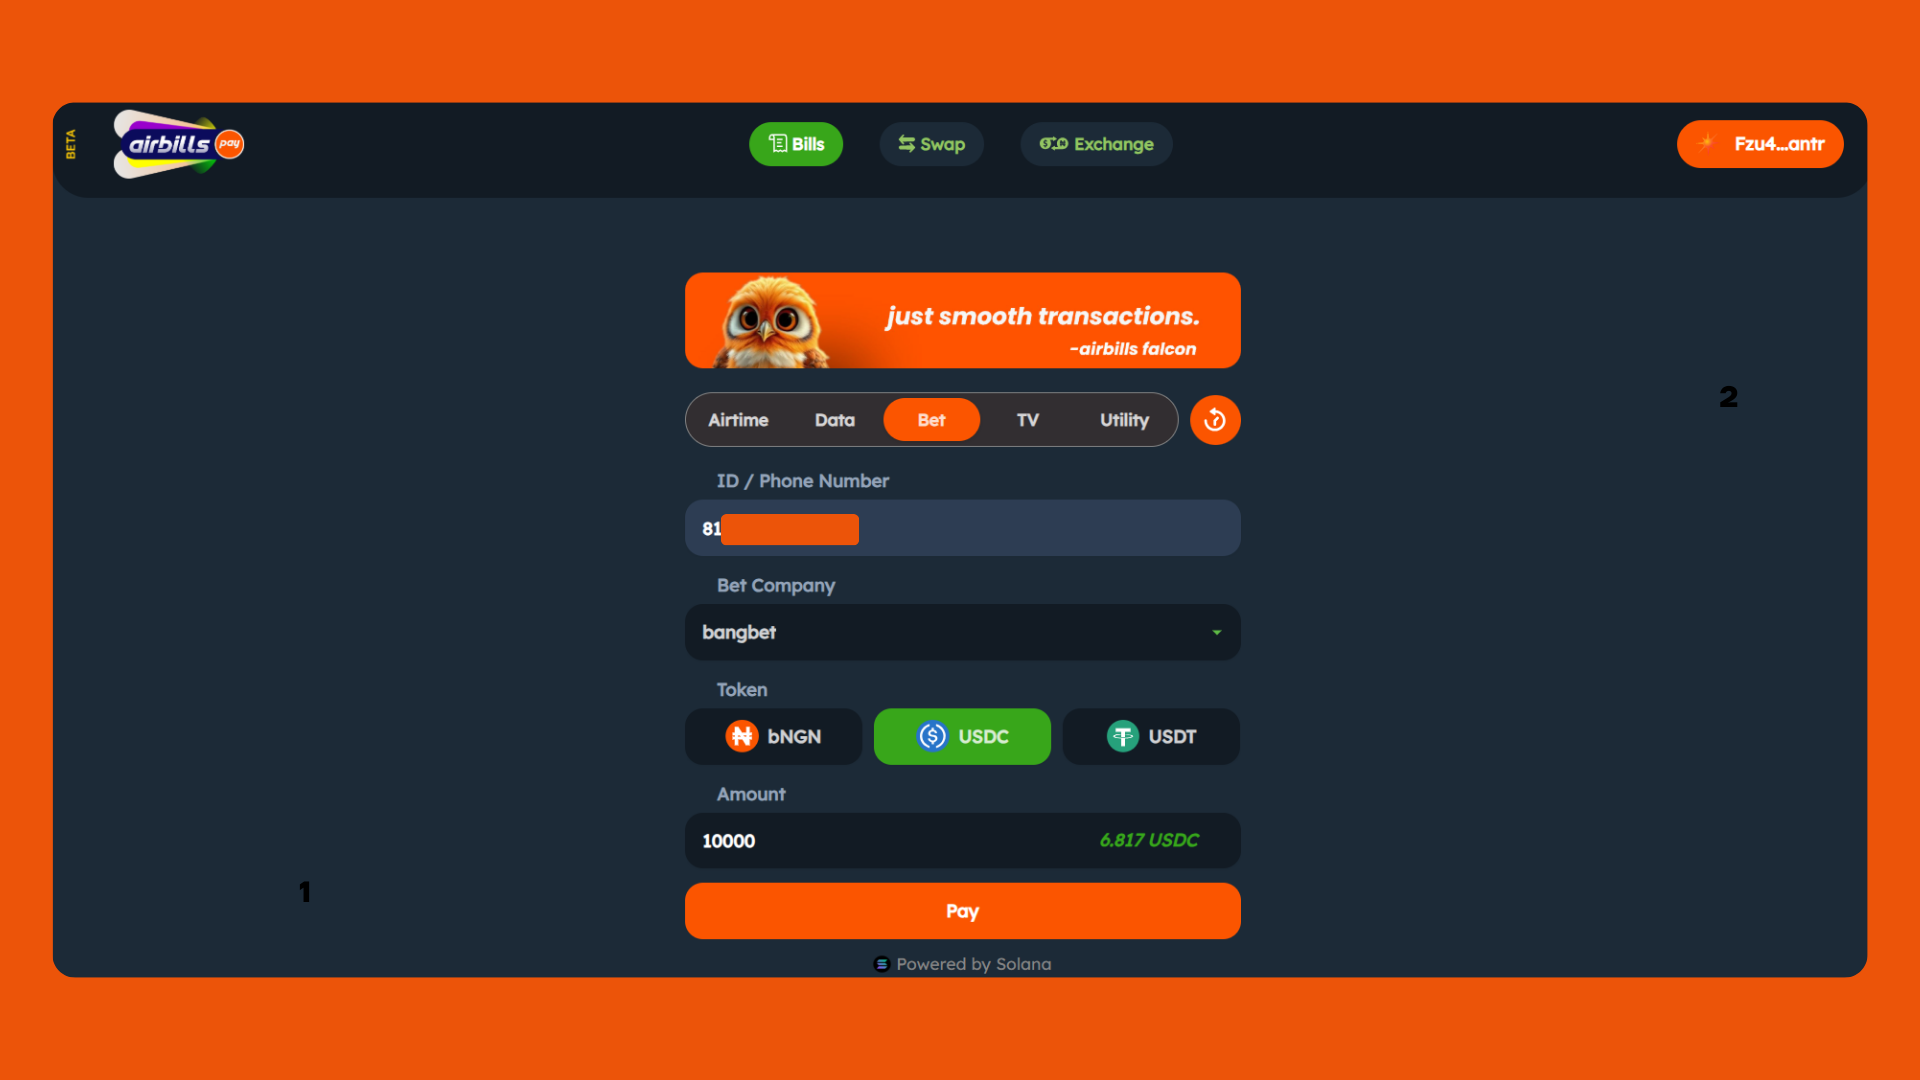 BETA
airbills pay
Bills
Swap
Exchange
Fzu4...antr
just smooth transactions.
-airbills falcon
Airtime
Data
Bet
TV
Utility
2
ID / Phone Number
81
Bet Company
bangbet
Token
bNGN
USDC
USDT
Amount
10000
6.817 USDC
1
Pay
Powered by Solana